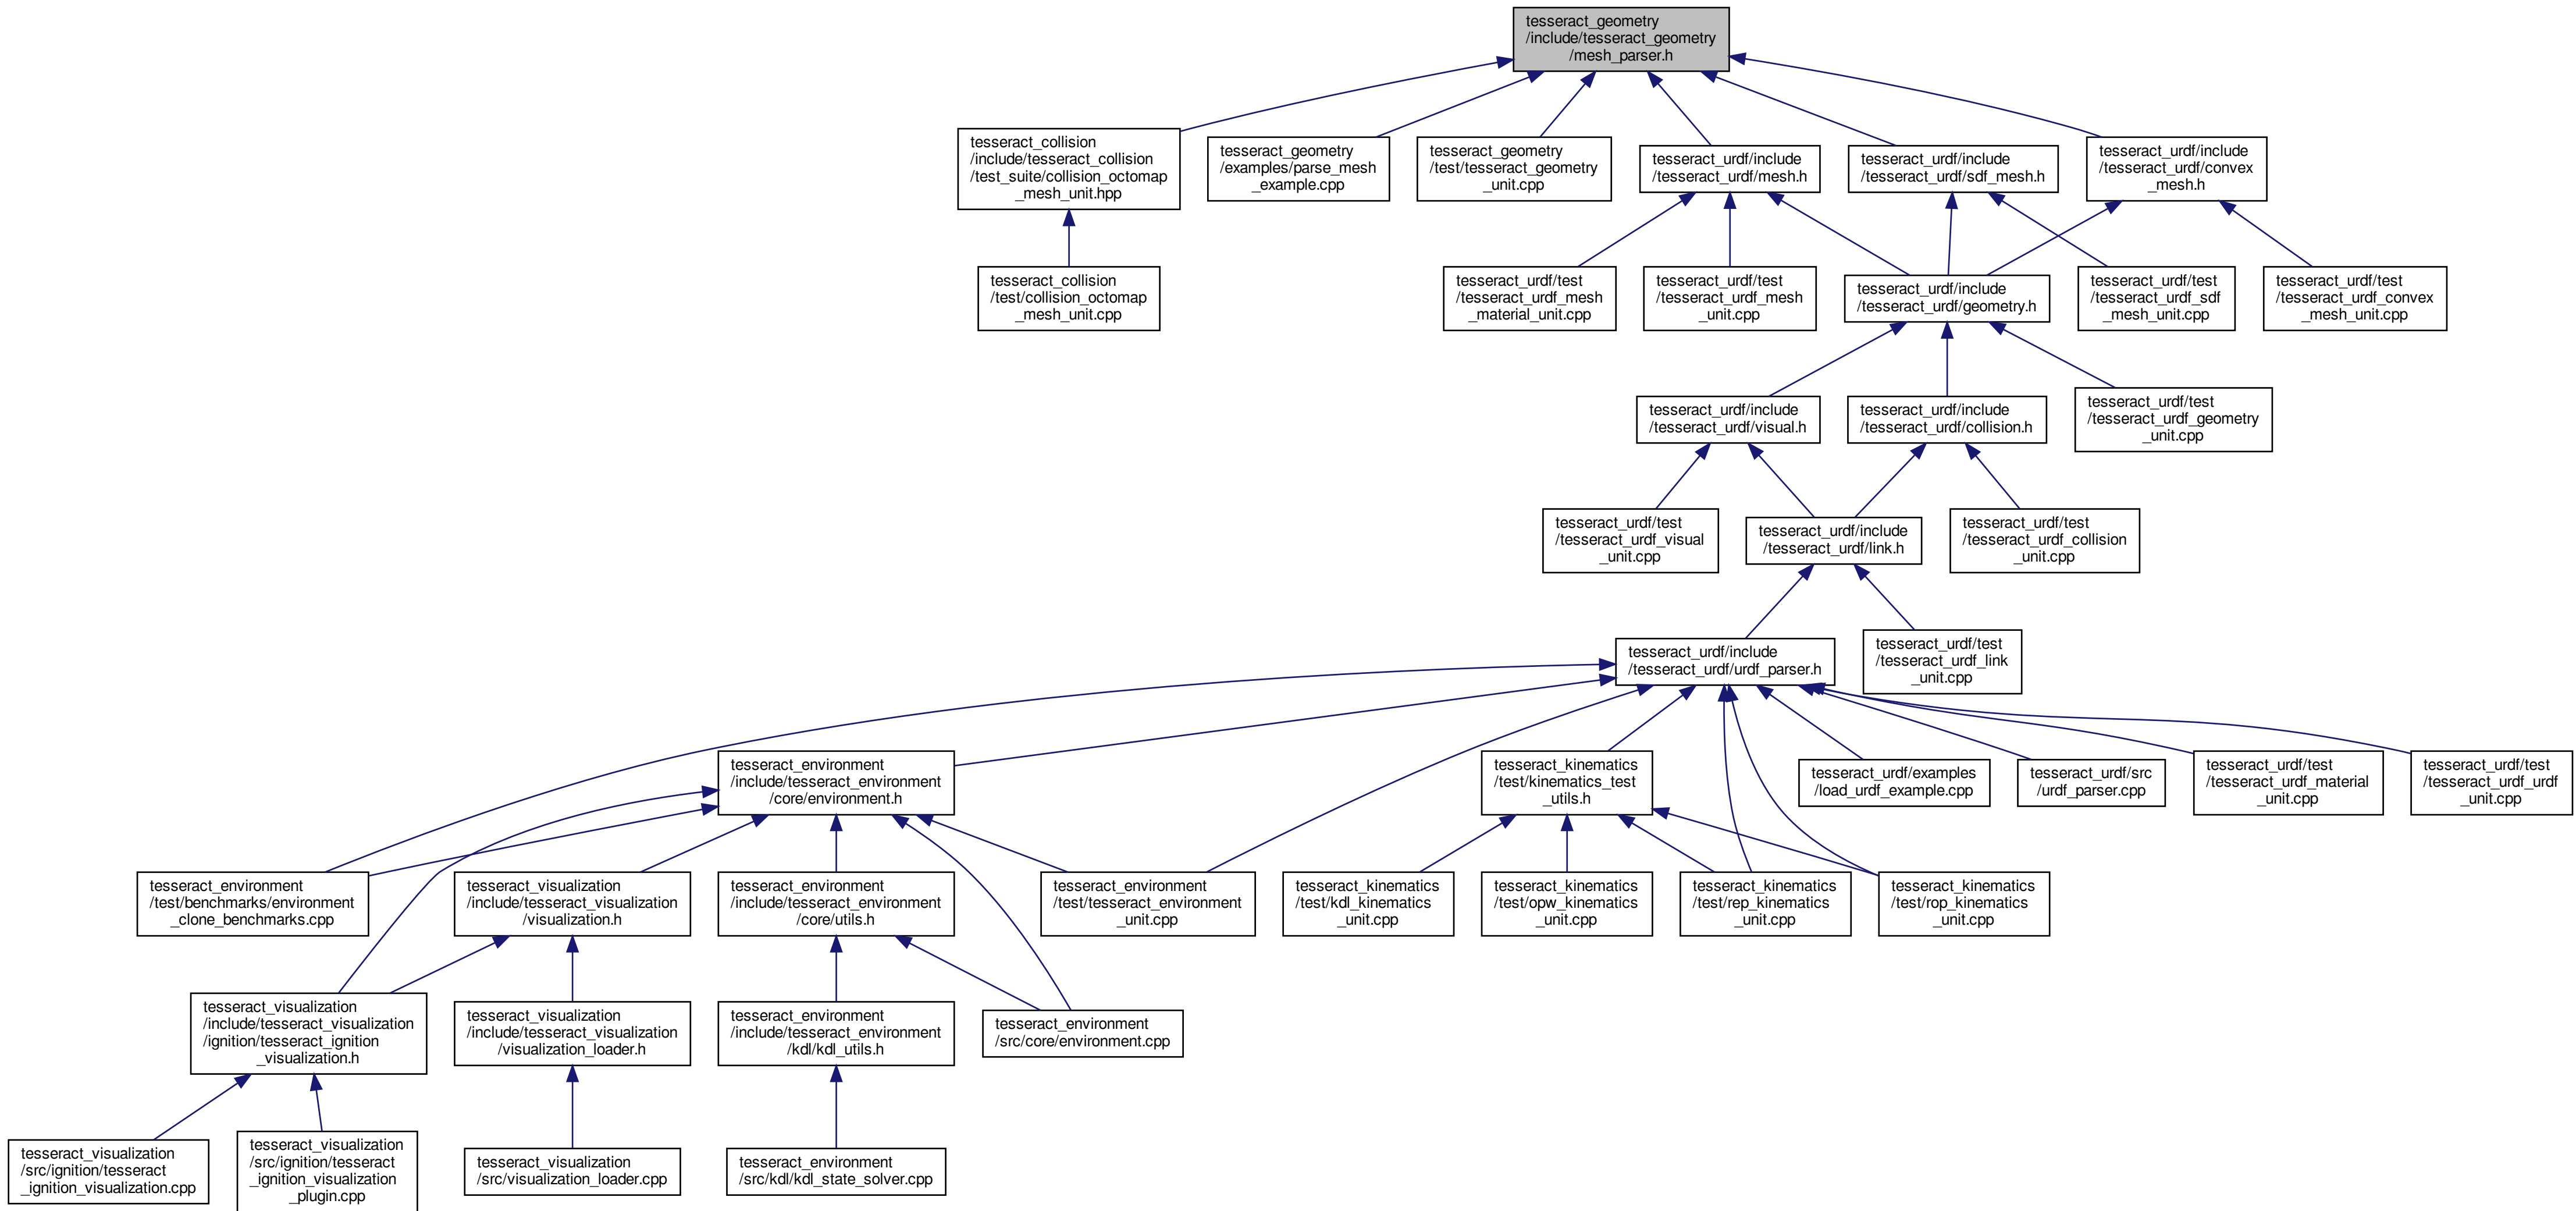 tesseract_geometry
/include/tesseract_geometry
/mesh_parser.h
tesseract_collision
/include/tesseract_collision
/test_suite/collision_octomap
_mesh_unit.hpp
tesseract_geometry
/examples/parse_mesh
_example.cpp
tesseract_geometry
/test/tesseract_geometry
_unit.cpp
tesseract_urdf/include
/tesseract_urdf/mesh.h
tesseract_urdf/include
/tesseract_urdf/sdf_mesh.h
tesseract_urdf/include
/tesseract_urdf/convex
_mesh.h
tesseract_collision
/test/collision_octomap
_mesh_unit.cpp
tesseract_urdf/test
/tesseract_urdf_mesh
_material_unit.cpp
tesseract_urdf/test
/tesseract_urdf_mesh
_unit.cpp
tesseract_urdf/include
/tesseract_urdf/geometry.h
tesseract_urdf/test
/tesseract_urdf_sdf
_mesh_unit.cpp
tesseract_urdf/test
/tesseract_urdf_convex
_mesh_unit.cpp
tesseract_urdf/include
/tesseract_urdf/visual.h
tesseract_urdf/include
/tesseract_urdf/collision.h
tesseract_urdf/test
/tesseract_urdf_geometry
_unit.cpp
tesseract_urdf/test
/tesseract_urdf_visual
_unit.cpp
tesseract_urdf/include
/tesseract_urdf/link.h
tesseract_urdf/test
/tesseract_urdf_collision
_unit.cpp
tesseract_urdf/include
/tesseract_urdf/urdf_parser.h
tesseract_urdf/test
/tesseract_urdf_link
_unit.cpp
tesseract_environment
/include/tesseract_environment
/core/environment.h
tesseract_kinematics
/test/kinematics_test
_utils.h
tesseract_urdf/examples
/load_urdf_example.cpp
tesseract_urdf/src
/urdf_parser.cpp
tesseract_urdf/test
/tesseract_urdf_material
_unit.cpp
tesseract_urdf/test
/tesseract_urdf_urdf
_unit.cpp
tesseract_environment
/test/benchmarks/environment
_clone_benchmarks.cpp
tesseract_visualization
/include/tesseract_visualization
/visualization.h
tesseract_environment
/include/tesseract_environment
/core/utils.h
tesseract_environment
/test/tesseract_environment
_unit.cpp
tesseract_kinematics
/test/kdl_kinematics
_unit.cpp
tesseract_kinematics
/test/opw_kinematics
_unit.cpp
tesseract_kinematics
/test/rep_kinematics
_unit.cpp
tesseract_kinematics
/test/rop_kinematics
_unit.cpp
tesseract_visualization
/include/tesseract_visualization
/ignition/tesseract_ignition
_visualization.h
tesseract_visualization
/include/tesseract_visualization
/visualization_loader.h
tesseract_environment
/include/tesseract_environment
/kdl/kdl_utils.h
tesseract_environment
/src/core/environment.cpp
tesseract_visualization
/src/ignition/tesseract
_ignition_visualization.cpp
tesseract_visualization
/src/ignition/tesseract
_ignition_visualization
_plugin.cpp
tesseract_visualization
/src/visualization_loader.cpp
tesseract_environment
/src/kdl/kdl_state_solver.cpp